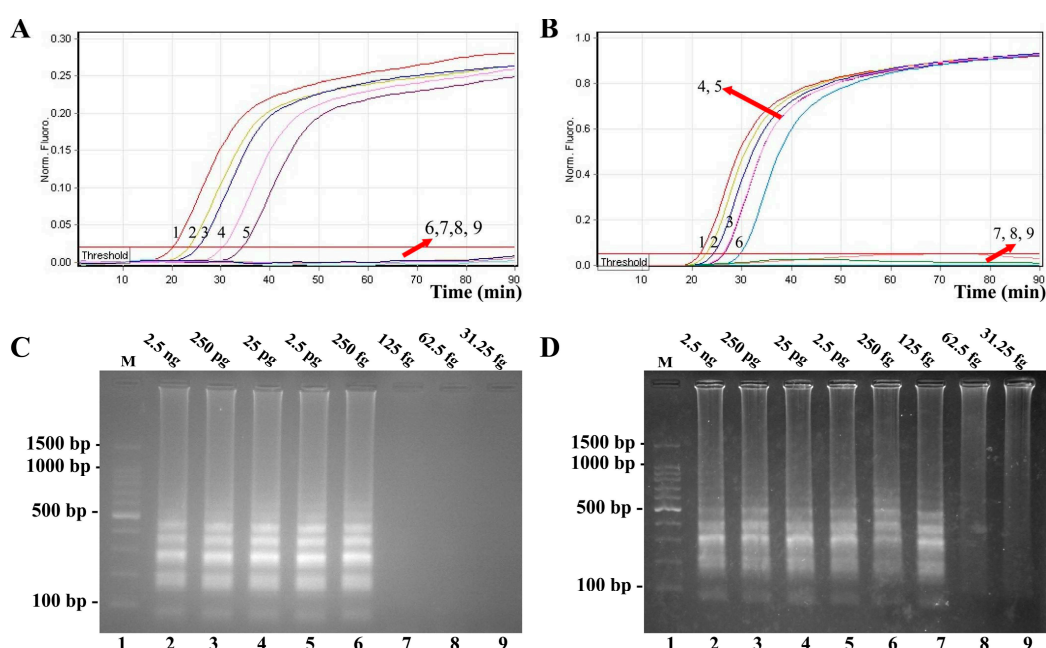 A
B
0.30
0.25
0.20
0.15
0.10
0.05
0.00
Norm. Fluoro.
Threshold
1 2 3 4 5
6,7,8, 9
10 20 30 40 50 60 70 80 90
Time (min)
1.0
0.8
0.6
0.4
0.2
0.0
Norm. Fluoro.
Threshold
4, 5
3
1 2 6
7, 8, 9
10 20 30 40 50 60 70 80 90
Time (min)
C
M 2.5 ng 250 pg 25 pg 2.5 pg 250 fg 125 fg 62.5 fg 31.25 fg
1500 bp -
1000 bp -
500 bp -
100 bp -
1 2 3 4 5 6 7 8 9
D
M 2.5 ng 250 pg 25 pg 2.5 pg 250 fg 125 fg 62.5 fg 31.25 fg
1500 bp -
1000 bp -
500 bp -
100 bp -
1 2 3 4 5 6 7 8 9